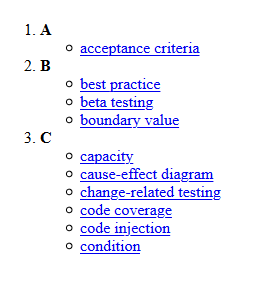 1. A
acceptance criteria
2. B
best practice
beta testing
boundary value
3. C
capacity
cause-effect diagram
change-related testing
code coverage
code injection
condition